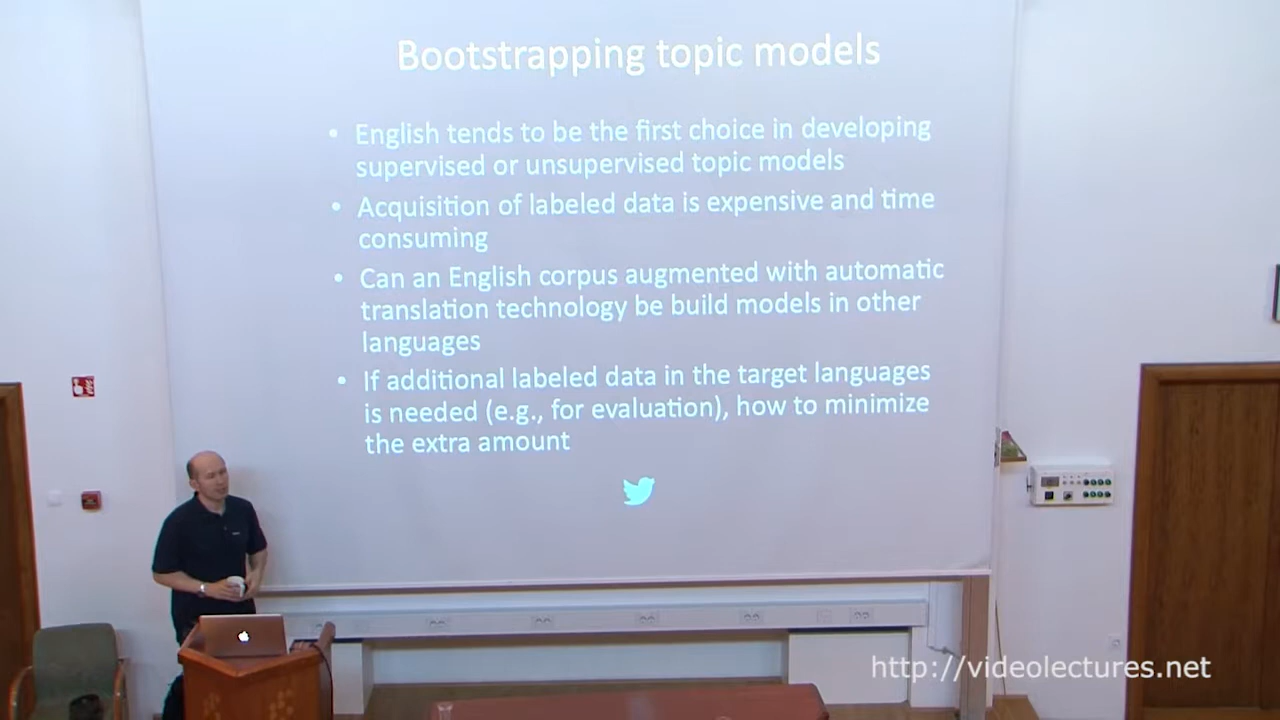 Bootstrapping topic models
• English tends to be the first choice in developing
supervised or unsupervised topic models
• Acquisition of labeled data is expensive and time
consuming
• Can an English corpus augmented with automatic
translation technology be build models in other
languages
• If additional labeled data in the target languages
is needed (e.g., for evaluation), how to minimize
the extra amount
http://videolectures.net